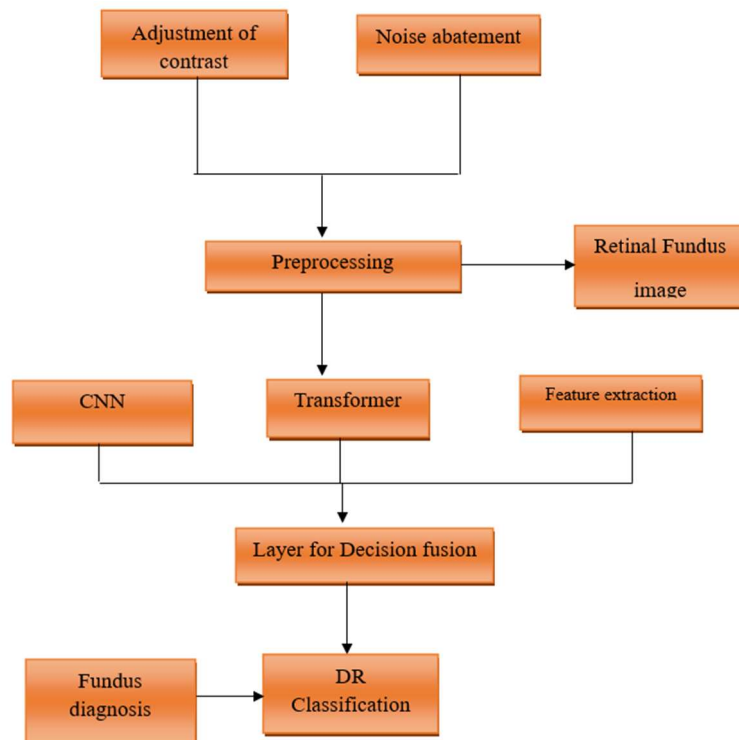 Adjustment of
contrast
Noise abatement
Preprocessing
Retinal Fundus
image
CNN
Transformer
Feature extraction
Layer for Decision fusion
Fundus
diagnosis
DR
Classification